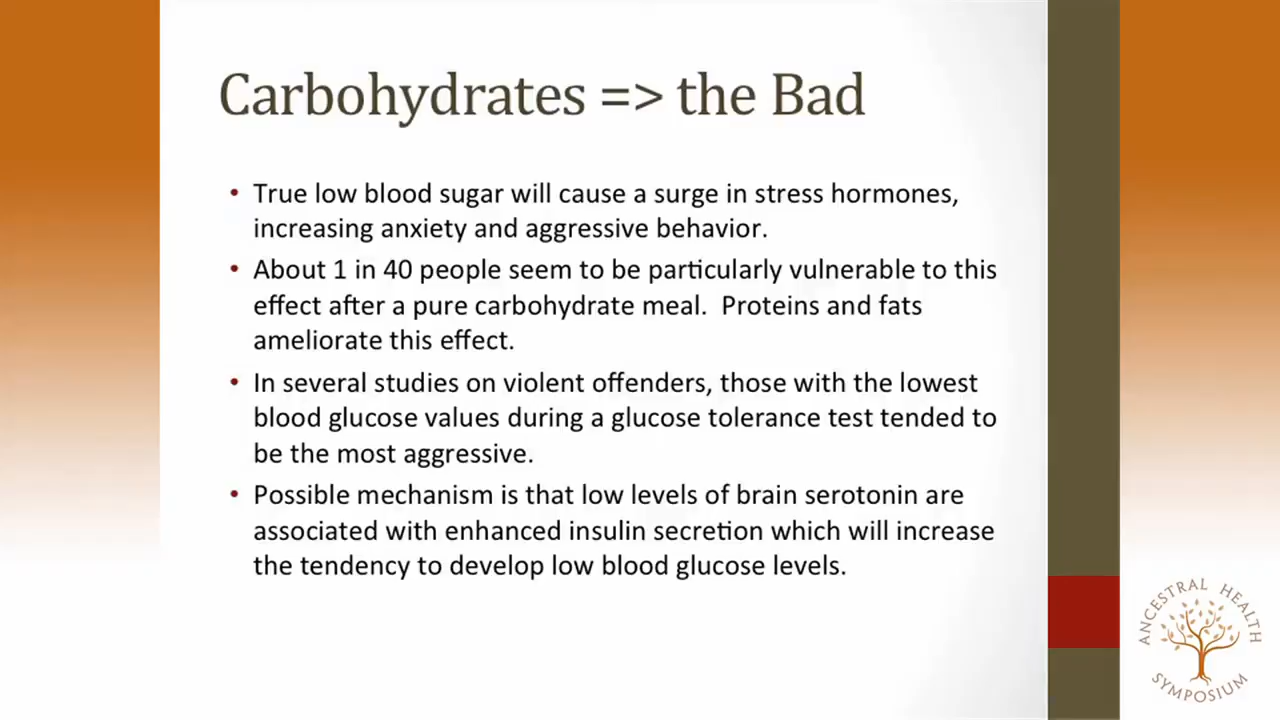 Carbohydrates => the Bad
• True low blood sugar will cause a surge in stress hormones,
increasing anxiety and aggressive behavior.
• About 1 in 40 people seem to be particularly vulnerable to this
effect after a pure carbohydrate meal.  Proteins and fats
ameliorate this effect.
• In several studies on violent offenders, those with the lowest
blood glucose values during a glucose tolerance test tended to
be the most aggressive.
• Possible mechanism is that low levels of brain serotonin are
associated with enhanced insulin secretion which will increase
the tendency to develop low blood glucose levels.
ANCESTRAL HEALTH
SYMPOSIUM